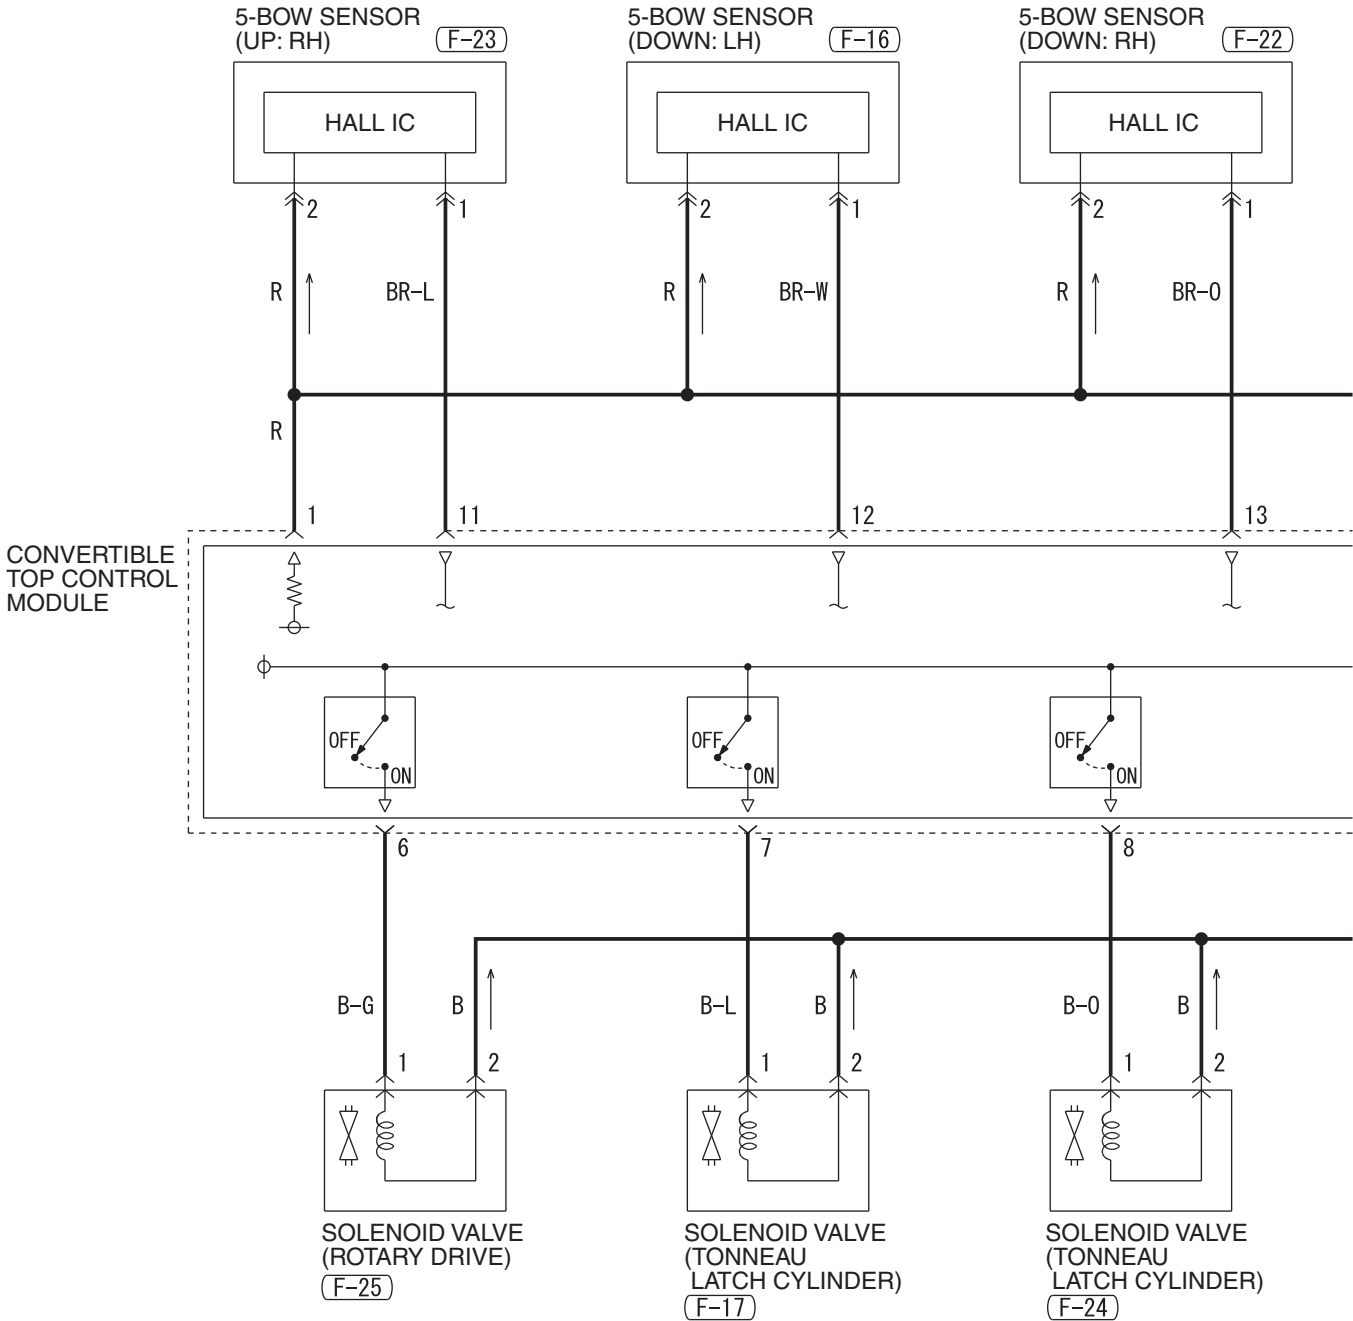 5-BOW SENSOR
(UP: RH)
F-23
5-BOW SENSOR
(DOWN: LH)
F-16
5-BOW SENSOR
(DOWN: RH)
F-22
HALL IC
HALL IC
HALL IC
2
1
2
1
2
1
R
BR-L
R
BR-W
R
BR-O
R
1
11
12
13
CONVERTIBLE
TOP CONTROL
MODULE
OFF
ON
OFF
ON
OFF
ON
6
7
8
B-G
B
B-L
B
B-O
B
1
2
1
2
1
2
SOLENOID VALVE
(ROTARY DRIVE)
F-25
SOLENOID VALVE
(TONNEAU
LATCH CYLINDER)
F-17
SOLENOID VALVE
(TONNEAU
LATCH CYLINDER)
F-24